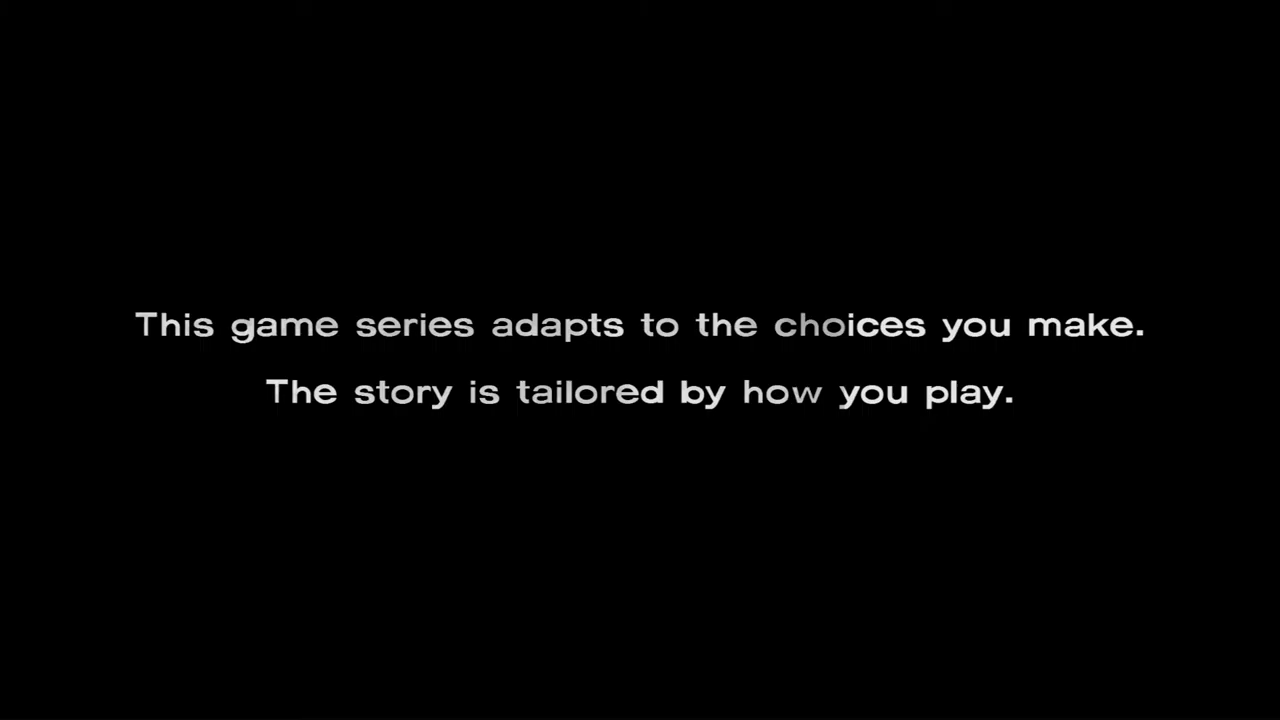 This game series adapts to the choices you make.
The story is tailored by how you play.